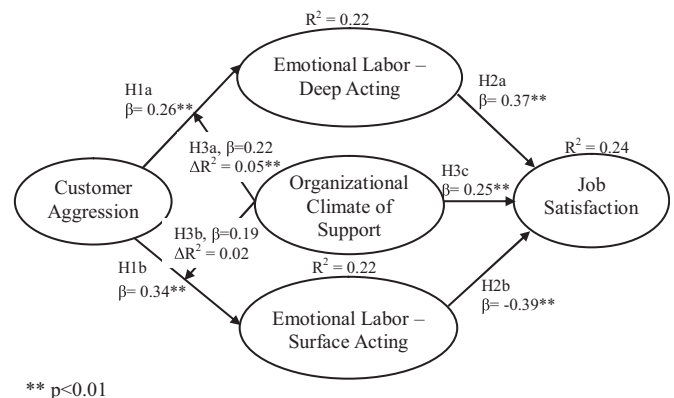 R² = 0.22
Emotional Labor –
Deep Acting
H1a
β= 0.26**
H2a
β= 0.37**
H3a, β=0.22
ΔR² = 0.05**
R² = 0.24
Customer
Aggression
Organizational
Climate of
Support
H3c
β= 0.25**
Job
Satisfaction
H3b, β=0.19
ΔR² = 0.02
H1b
β= 0.34**
R² = 0.22
Emotional Labor –
Surface Acting
H2b
β= -0.39**
** p<0.01